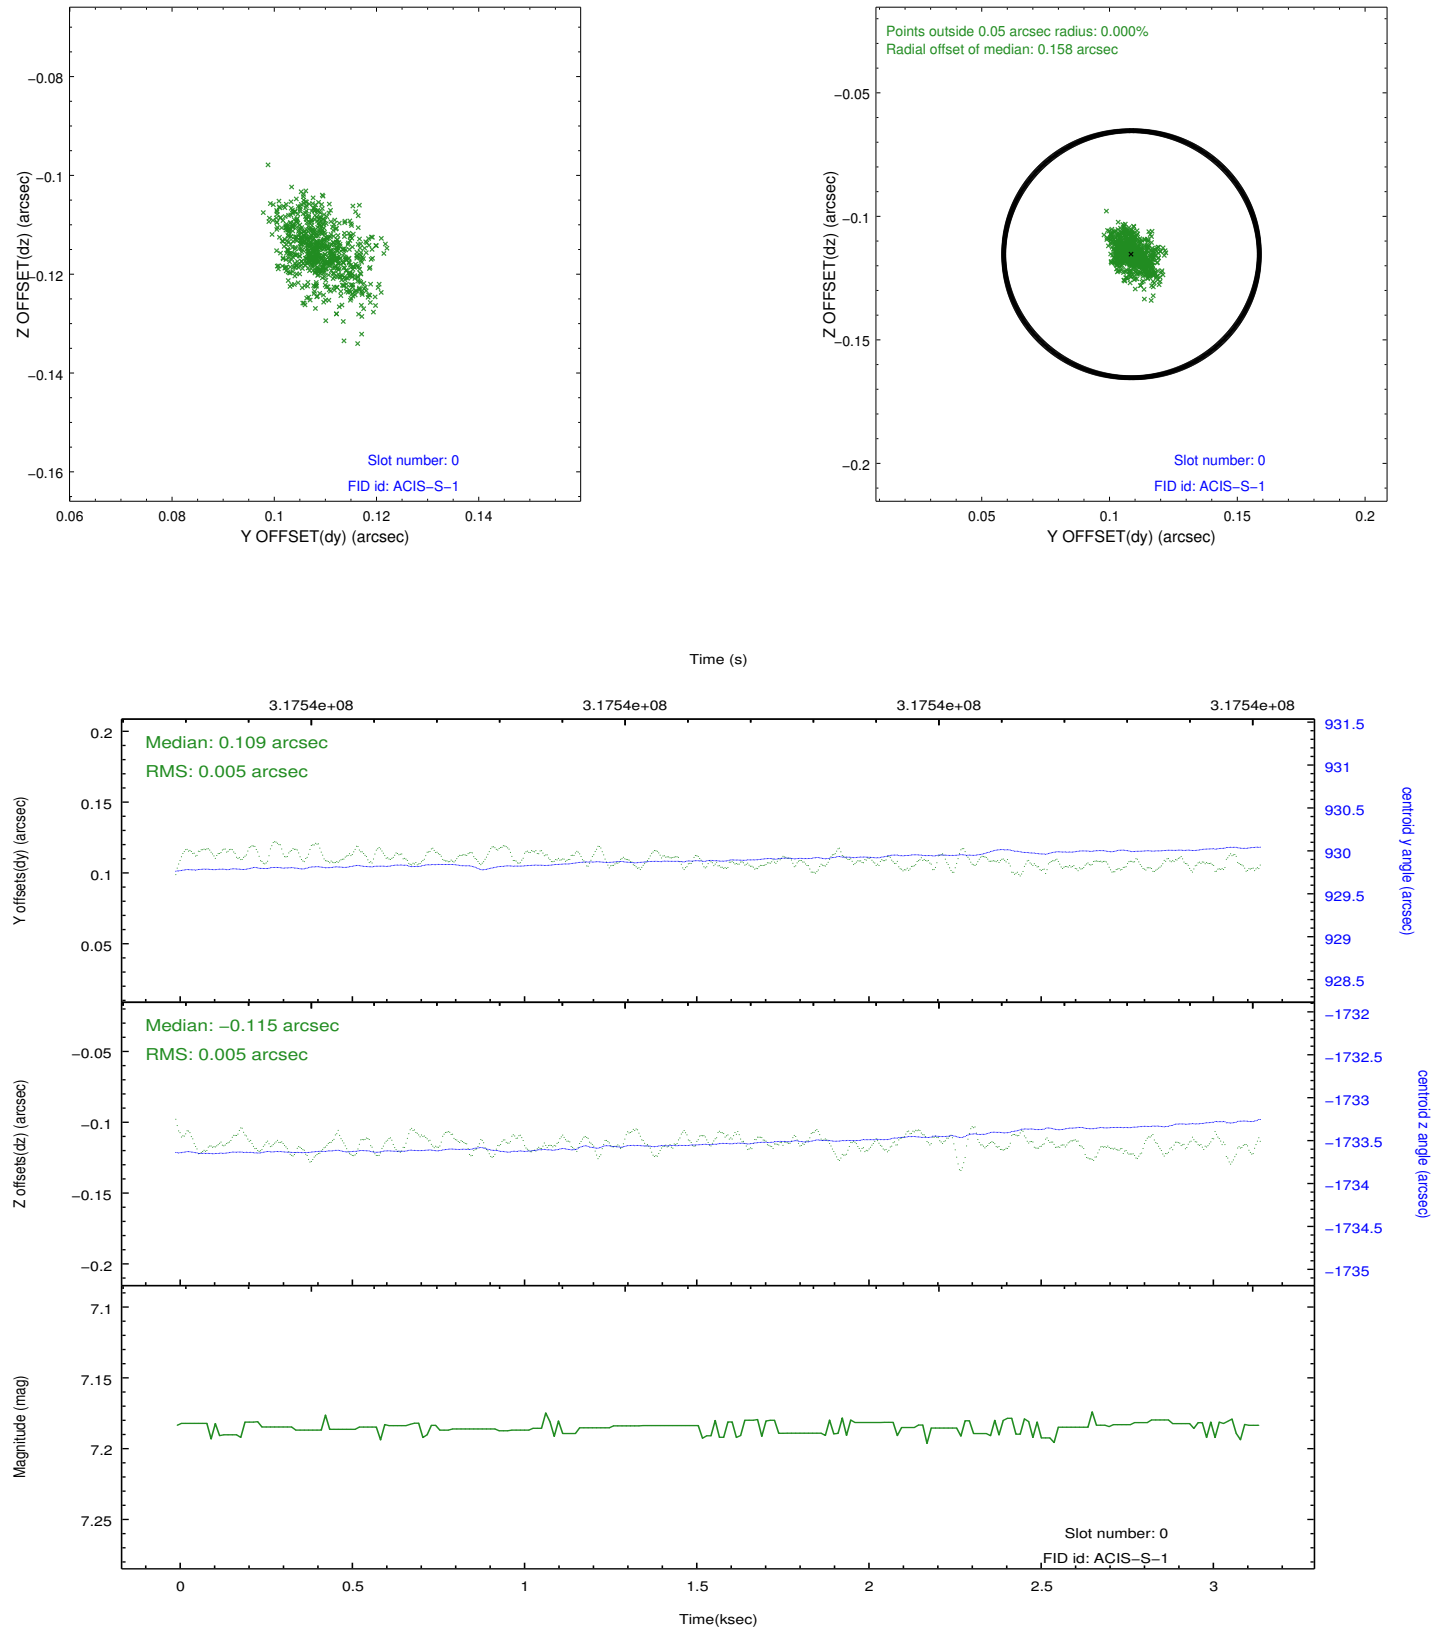 −0.08
−0.1
−0.12
−0.14
−0.16
Z OFFSET(dz) (arcsec)
Slot number: 0
FID id: ACIS−S−1
0.06 0.08 0.1 0.12 0.14
Y OFFSET(dy) (arcsec)
Points outside 0.05 arcsec radius: 0.000%
Radial offset of median: 0.158 arcsec
−0.05
−0.1
−0.15
−0.2
Z OFFSET(dz) (arcsec)
Slot number: 0
FID id: ACIS−S−1
0.05 0.1 0.15 0.2
Y OFFSET(dy) (arcsec)
Time (s)
3.1754e+08 3.1754e+08 3.1754e+08 3.1754e+08
Median: 0.109 arcsec
RMS: 0.005 arcsec
0.2
0.15
0.1
0.05
Y offsets(dy) (arcsec)
931.5
931
930.5
930
929.5
929
928.5
centroid y angle (arcsec)
Median: −0.115 arcsec
RMS: 0.005 arcsec
−0.05
−0.1
−0.15
−0.2
Z offsets(dz) (arcsec)
−1732
−1732.5
−1733
−1733.5
−1734
−1734.5
−1735
centroid z angle (arcsec)
7.1
7.15
7.2
7.25
Magnitude (mag)
Slot number: 0
FID id: ACIS−S−1
0 0.5 1 1.5 2 2.5 3
Time(ksec)